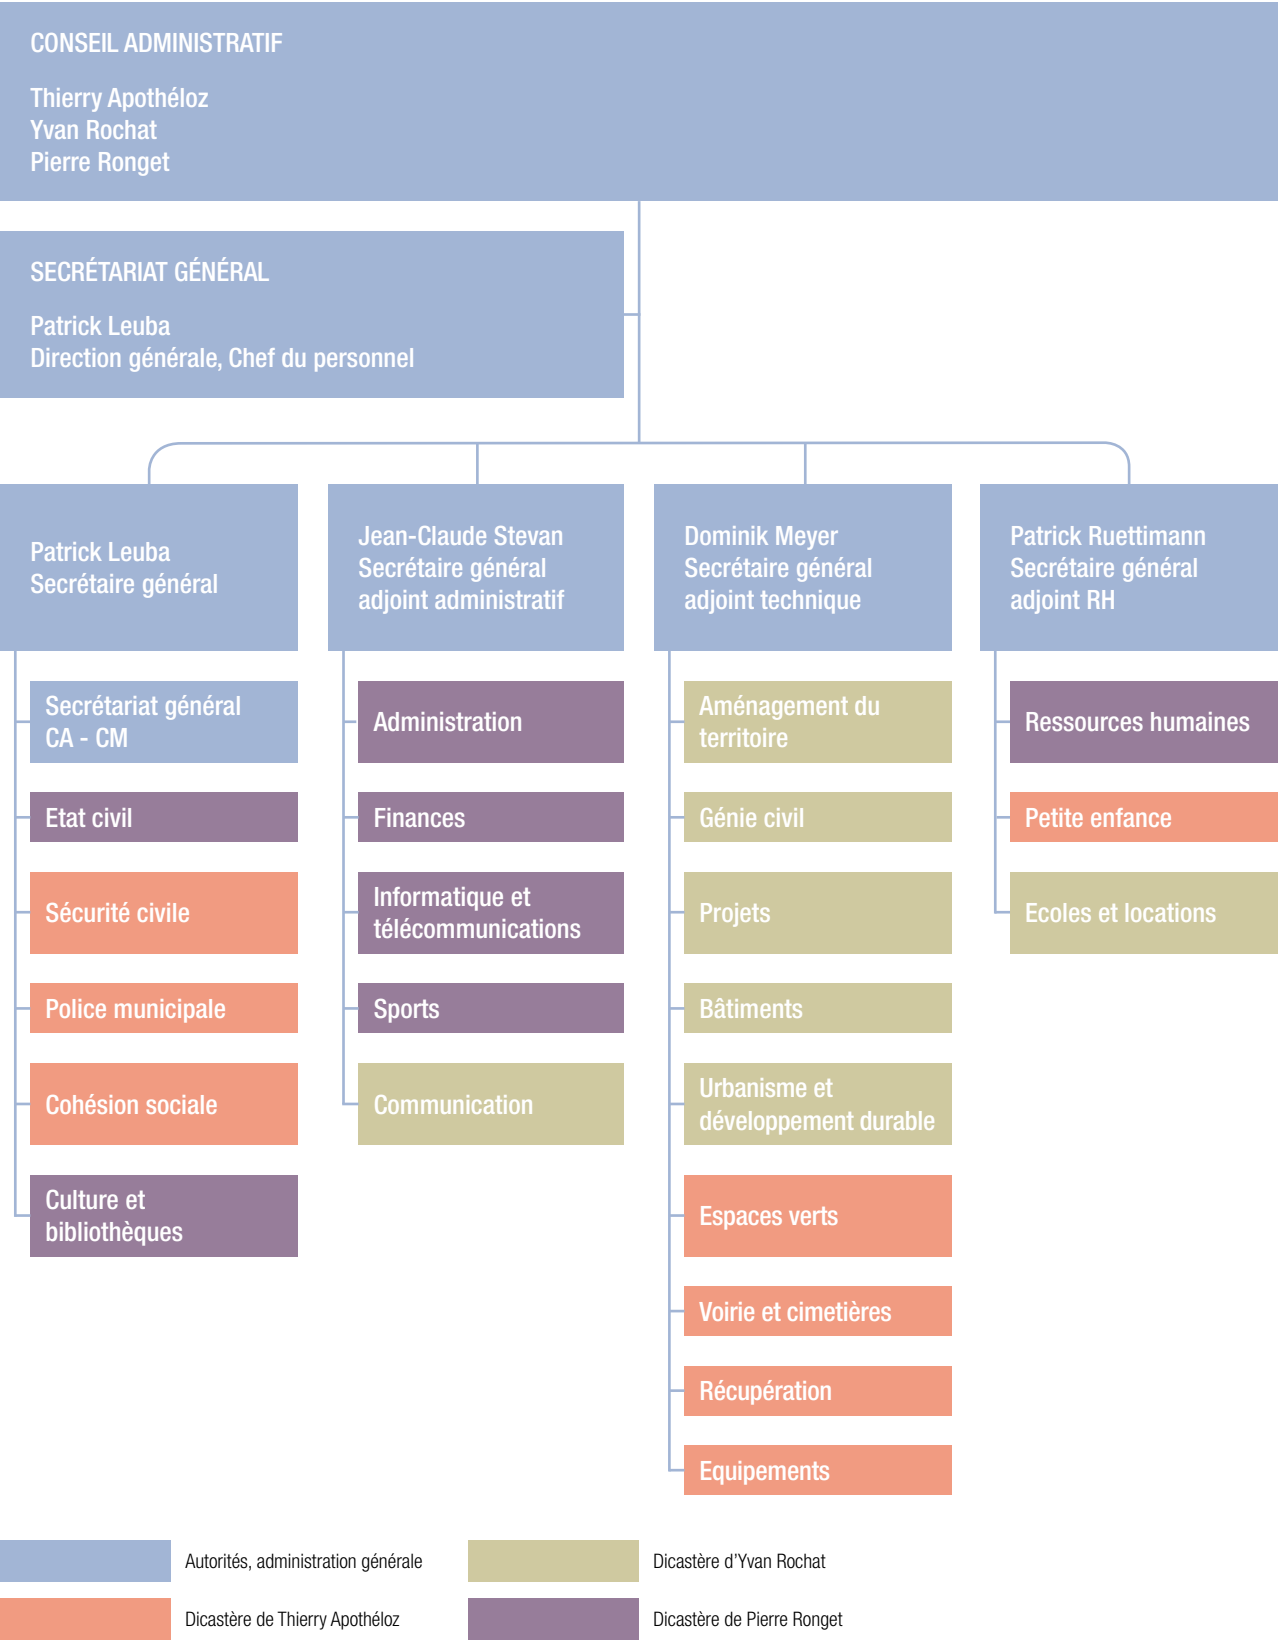 CONSEIL ADMINISTRATIF
Thierry Apothéloz
Yvan Rochat
Pierre Ronget
SECRÉTARIAT GÉNÉRAL
Patrick Leuba
Direction générale, Chef du personnel
Patrick Leuba
Secrétaire général
Jean-Claude Stevan
Secrétaire général
adjoint administratif
Dominik Meyer
Secrétaire général
adjoint technique
Patrick Ruettimann
Secrétaire général
adjoint RH
Secrétariat général
CA - CM
Etat civil
Sécurité civile
Police municipale
Cohésion sociale
Culture et
bibliothèques
Administration
Finances
Informatique et
télécommunications
Sports
Communication
Aménagement du
territoire
Génie civil
Projets
Bâtiments
Urbanisme et
développement durable
Espaces verts
Voirie et cimetières
Récupération
Equipements
Ressources humaines
Petite enfance
Ecoles et locations
Autorités, administration générale
Dicastère d'Yvan Rochat
Dicastère de Thierry Apothéloz
Dicastère de Pierre Ronget